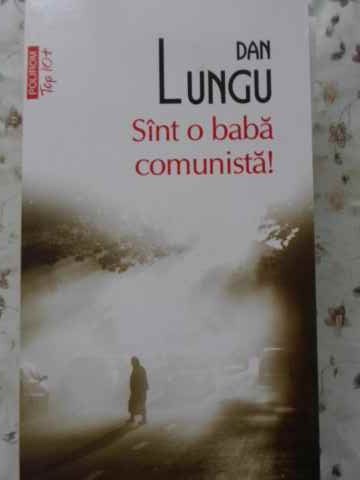 POLIROM
Top 10+
DAN
LUNGU
Sînt o babă
comunistă!